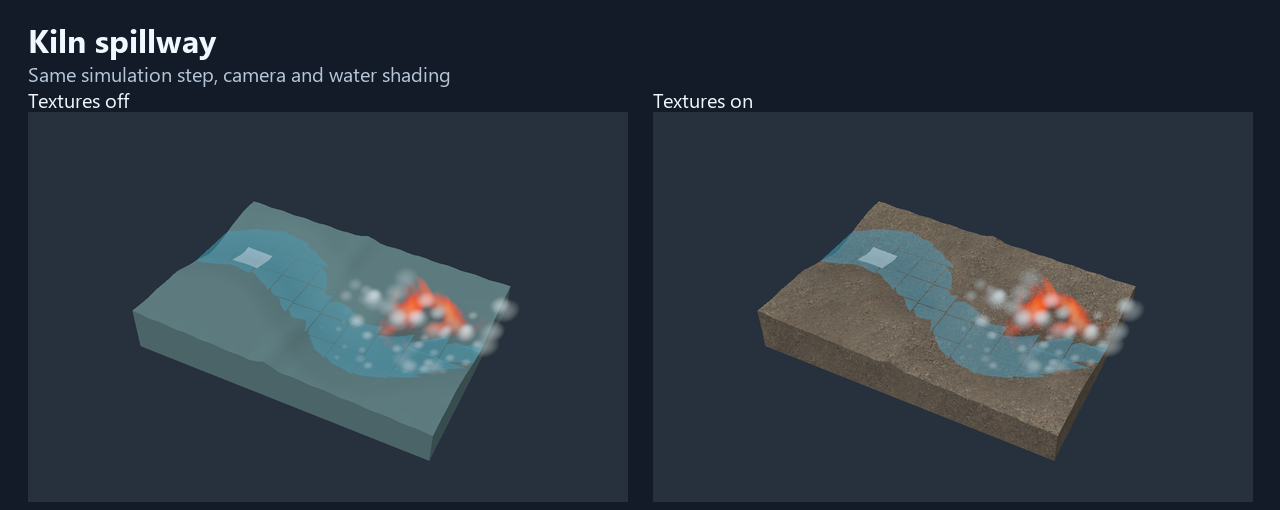 Kiln spillway
Same simulation step, camera and water shading
Textures off
Textures on